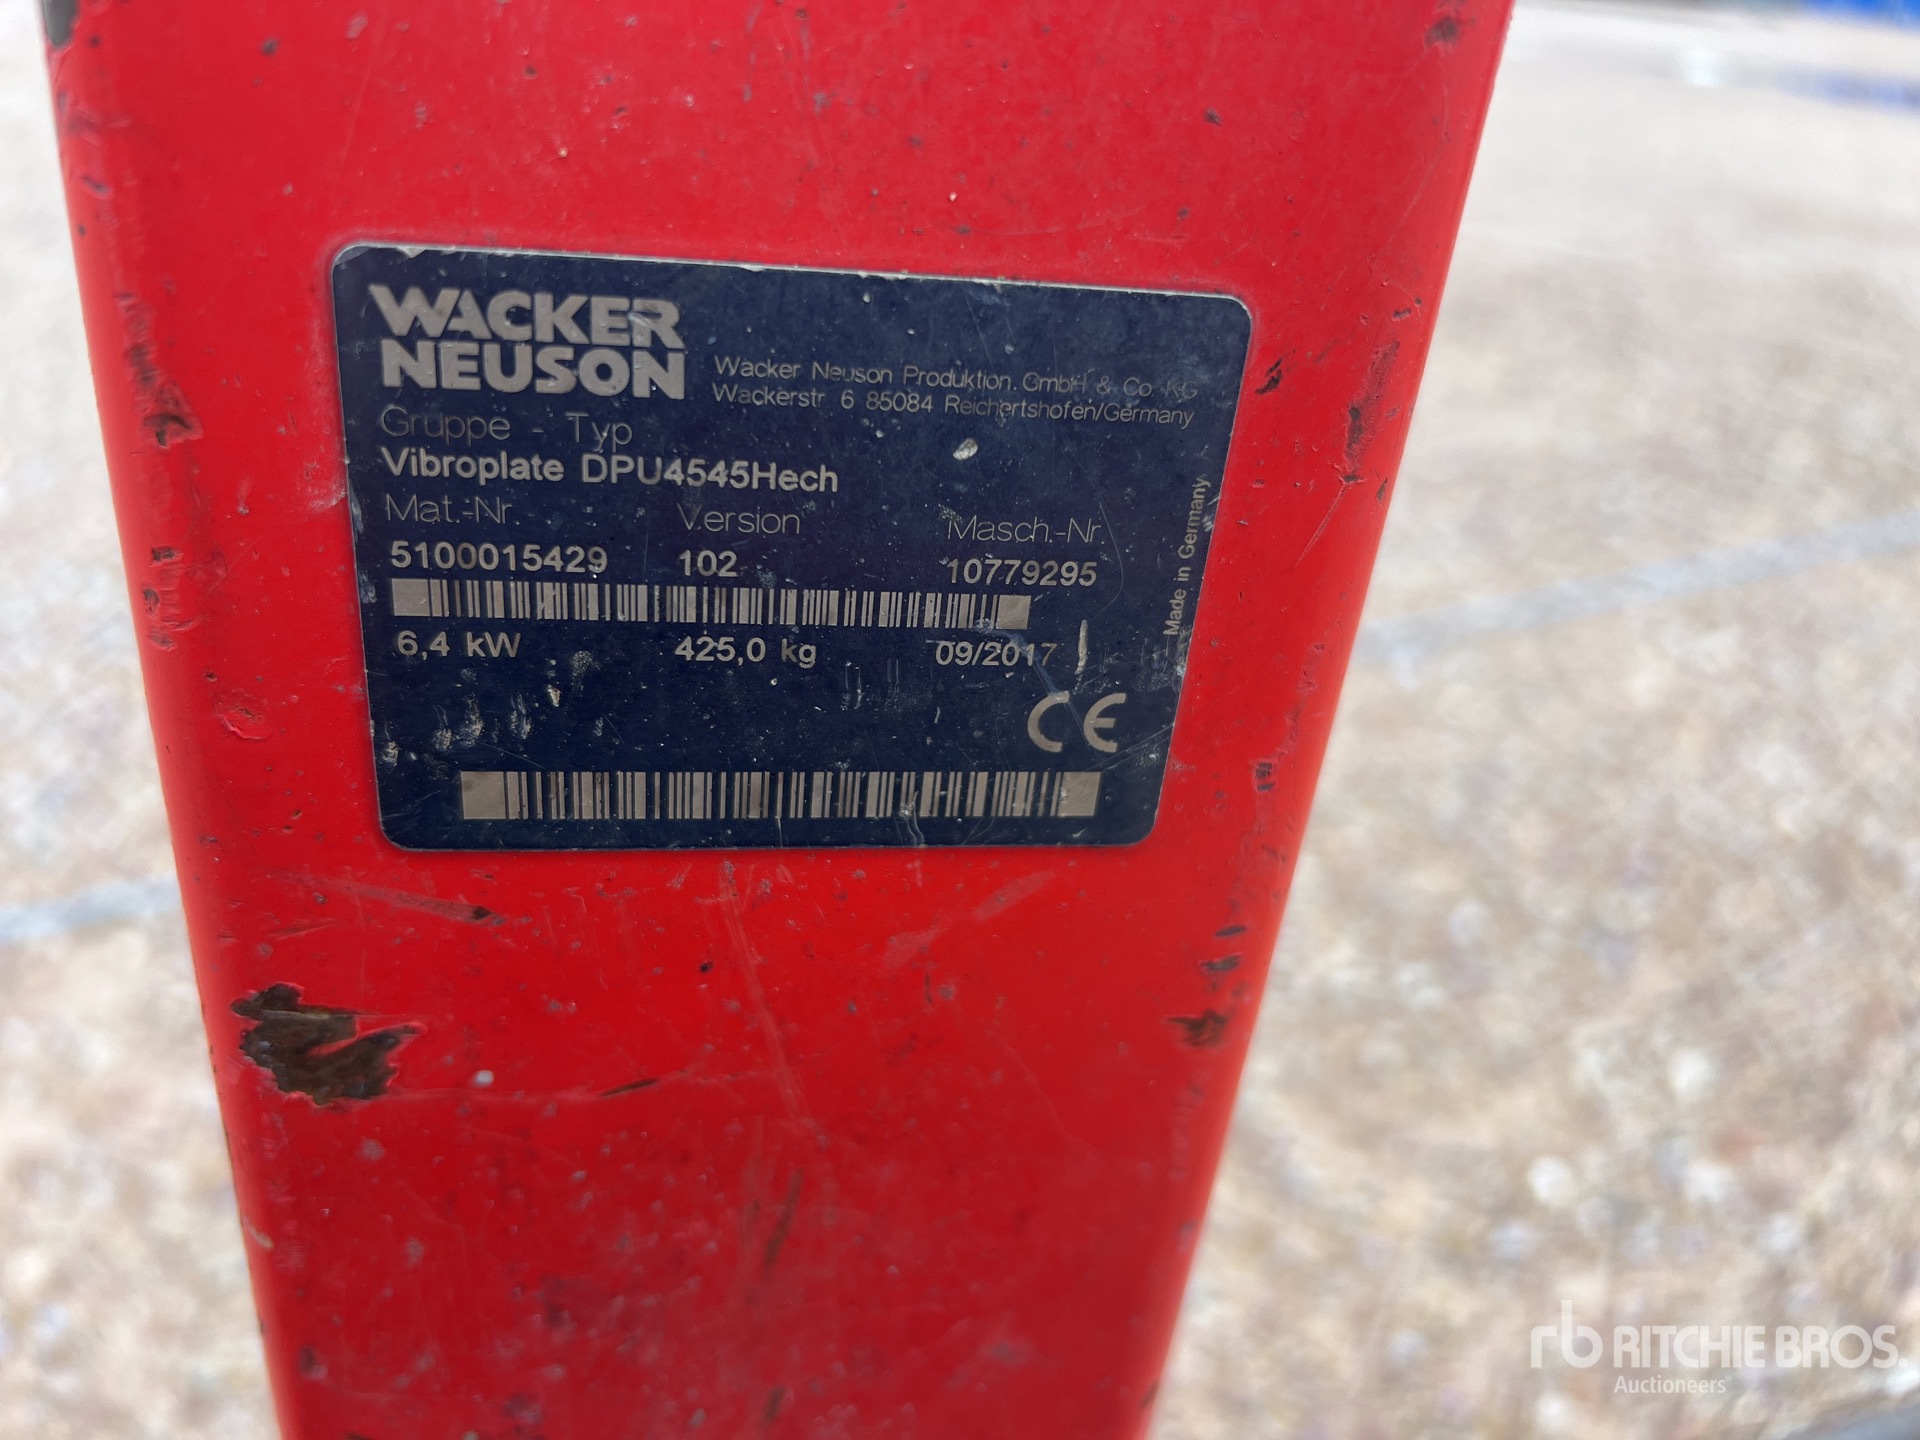 WACKER
NEUSON
Wacker Neuson Produktion GmbH & Co. KG
Wackerstr 6 85084 Reichertshofen/Germany
Gruppe - Typ
Vibroplate DPU4545Hech
Mat.-Nr. Version Masch.-Nr.
5100015429 102 10779295
6,4 kW 425,0 kg 09/2017
Made in Germany
CE
rb RITCHIE BROS.
Auctioneers